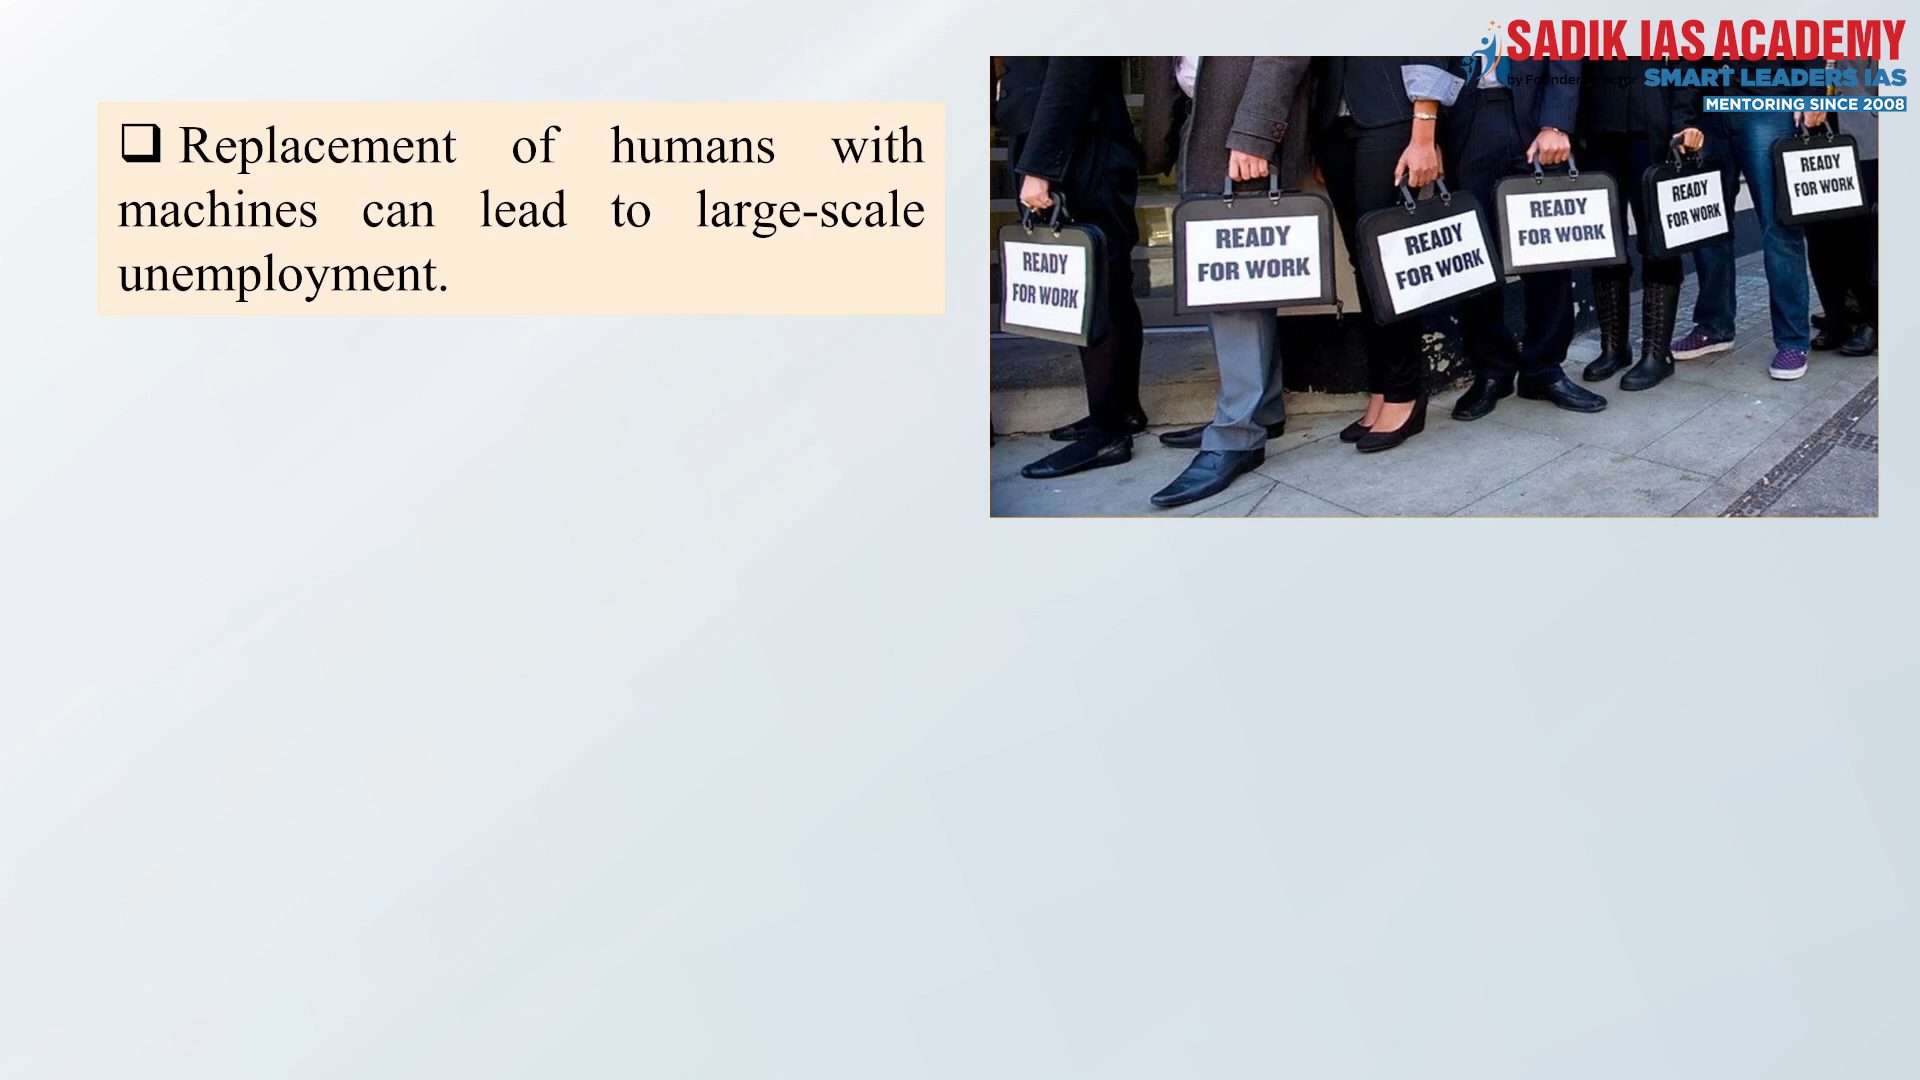 ❑ Replacement of humans with
machines can lead to large-scale
unemployment.
SADIK IAS ACADEMY
by Founder
SMART LEADERS IAS
MENTORING SINCE 2008
READY
FOR WORK
READY
FOR WORK
READY
FOR WORK
READY
FOR WORK
READY
FOR WORK
READY
FOR WORK